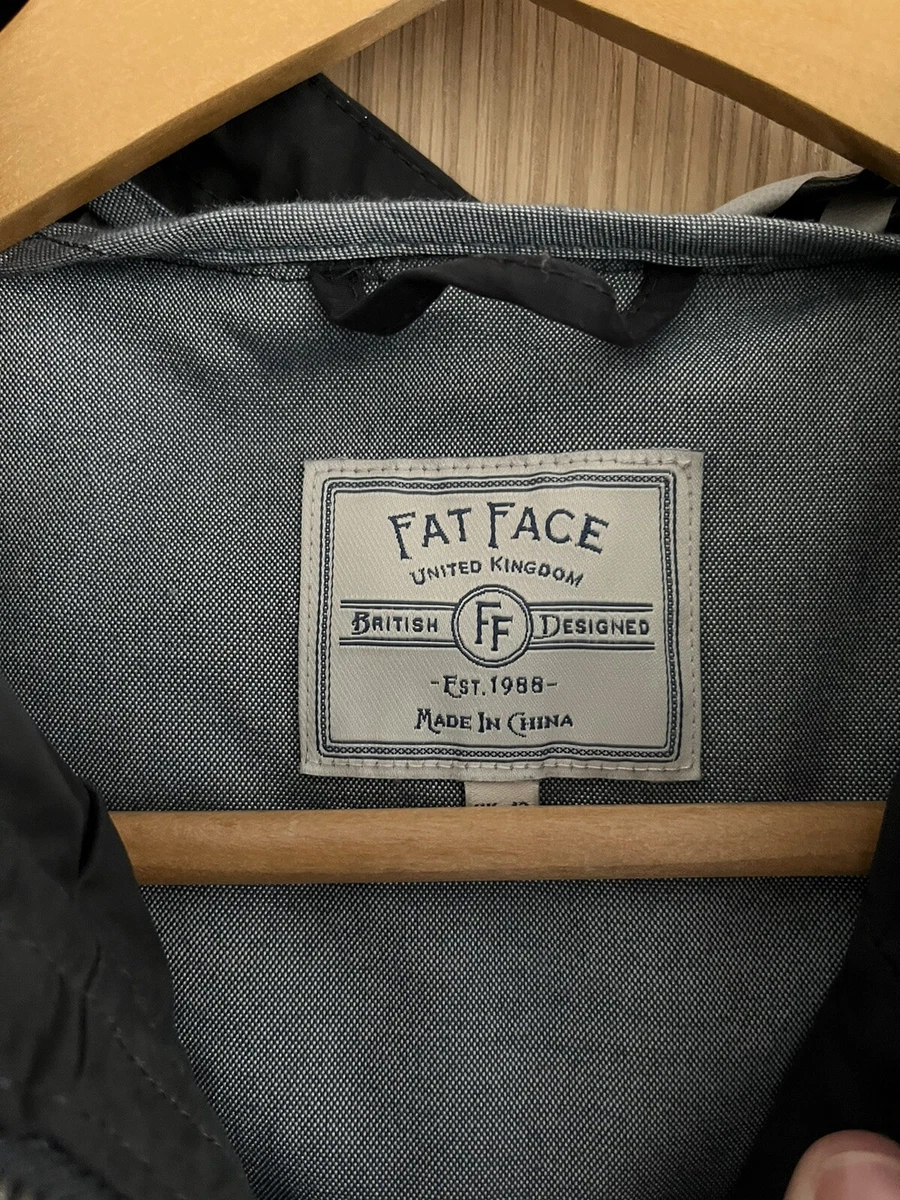 FAT FACE
UNITED KINGDOM
BRITISH FF DESIGNED
-EST.1988-
MADE IN CHINA